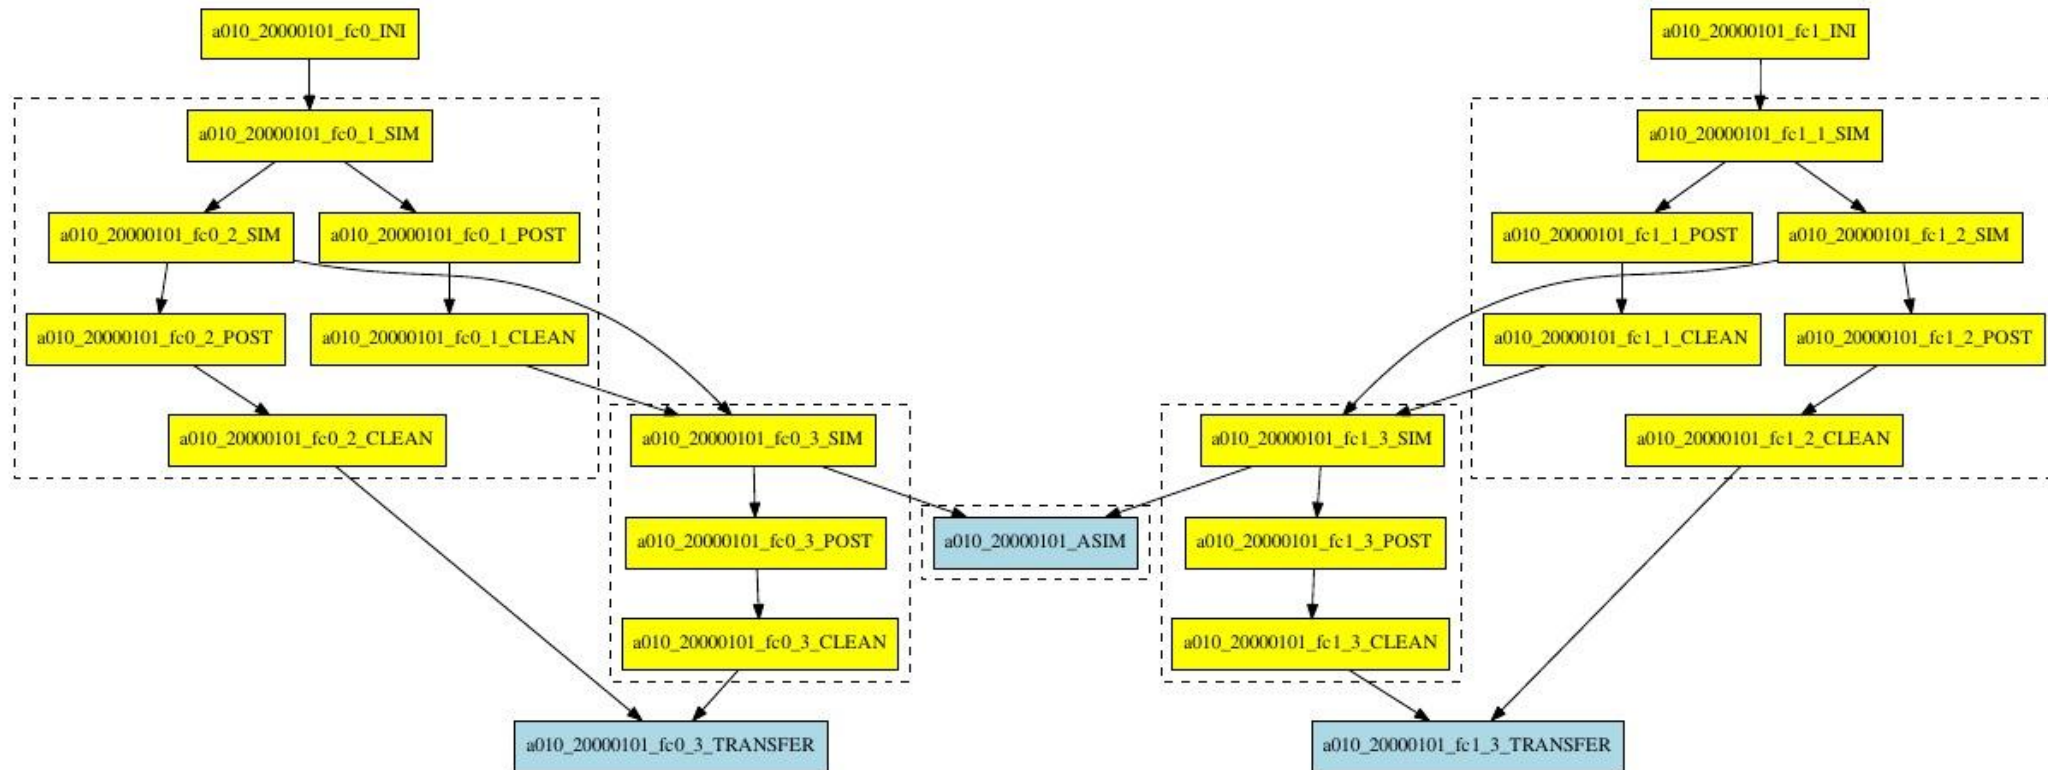 a010_20000101_fc0_INI
a010_20000101_fc1_INI
a010_20000101_fc0_1_SIM
a010_20000101_fc1_1_SIM
a010_20000101_fc0_2_SIM
a010_20000101_fc0_1_POST
a010_20000101_fc1_1_POST
a010_20000101_fc1_2_SIM
a010_20000101_fc0_2_POST
a010_20000101_fc0_1_CLEAN
a010_20000101_fc1_1_CLEAN
a010_20000101_fc1_2_POST
a010_20000101_fc0_2_CLEAN
a010_20000101_fc0_3_SIM
a010_20000101_fc1_3_SIM
a010_20000101_fc1_2_CLEAN
a010_20000101_fc0_3_POST
a010_20000101_ASIM
a010_20000101_fc1_3_POST
a010_20000101_fc0_3_CLEAN
a010_20000101_fc1_3_CLEAN
a010_20000101_fc0_3_TRANSFER
a010_20000101_fc1_3_TRANSFER